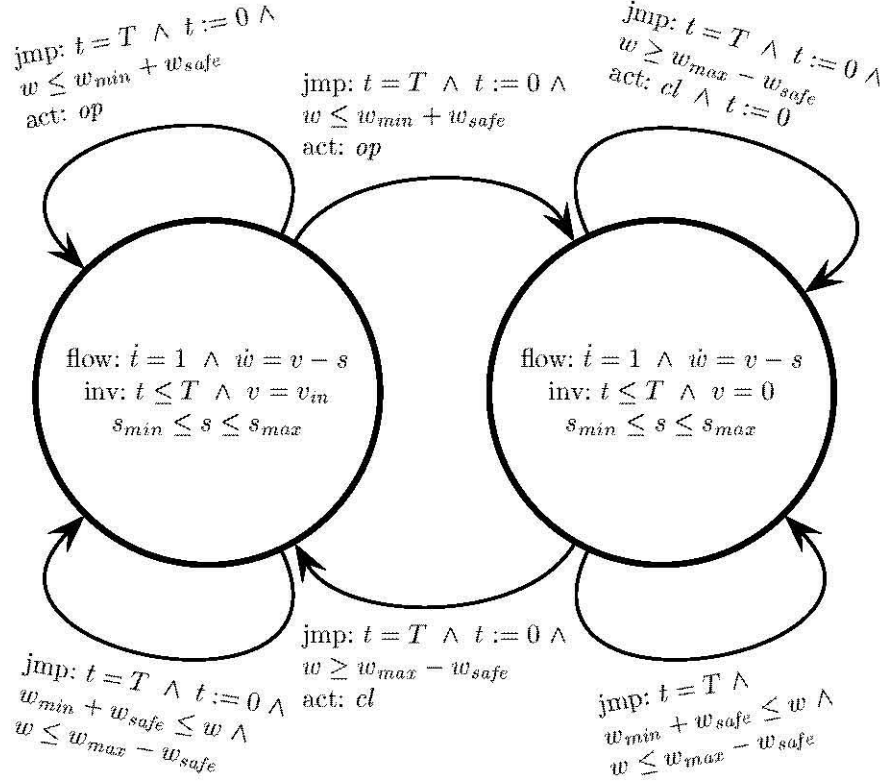 jmp: t = T ∧ t := 0 ∧
w ≤ w_min + w_safe
act: op
jmp: t = T ∧ t := 0 ∧
w ≤ w_min + w_safe
act: op
jmp: t = T ∧ t := 0 ∧
w ≥ w_max − w_safe
act: cl ∧ t := 0
flow: ṫ = 1 ∧ ẇ = v − s
inv: t ≤ T ∧ v = v_in
s_min ≤ s ≤ s_max
flow: ṫ = 1 ∧ ẇ = v − s
inv: t ≤ T ∧ v = 0
s_min ≤ s ≤ s_max
jmp: t = T ∧ t := 0 ∧
w_min + w_safe ≤ w ∧
w ≤ w_max − w_safe
jmp: t = T ∧ t := 0 ∧
w ≥ w_max − w_safe
act: cl
jmp: t = T ∧
w_min + w_safe ≤ w ∧
w ≤ w_max − w_safe